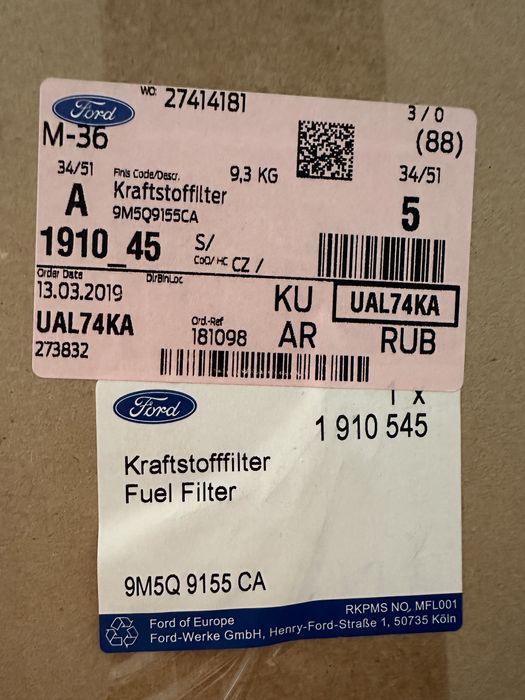 WO: 27414181
Ford
3 / 0
M-36
(88)
34/51
Finis Code/Descr.
9,3 KG
34/51
A
Kraftstoffilter
9M5Q9155CA
5
1910_45
S/
CoO/ HC CZ /
Order Date
DlrBinLoc
13.03.2019
KU
UAL74KA
UAL74KA
Ord.-Ref
181098
AR
RUB
273832
Ford
1 X
1 910 545
Kraftstofffilter
Fuel Filter
9M5Q 9155 CA
RKPMS NO, MFL001
Ford of Europe
Ford-Werke GmbH, Henry-Ford-Straße 1, 50735 Köln